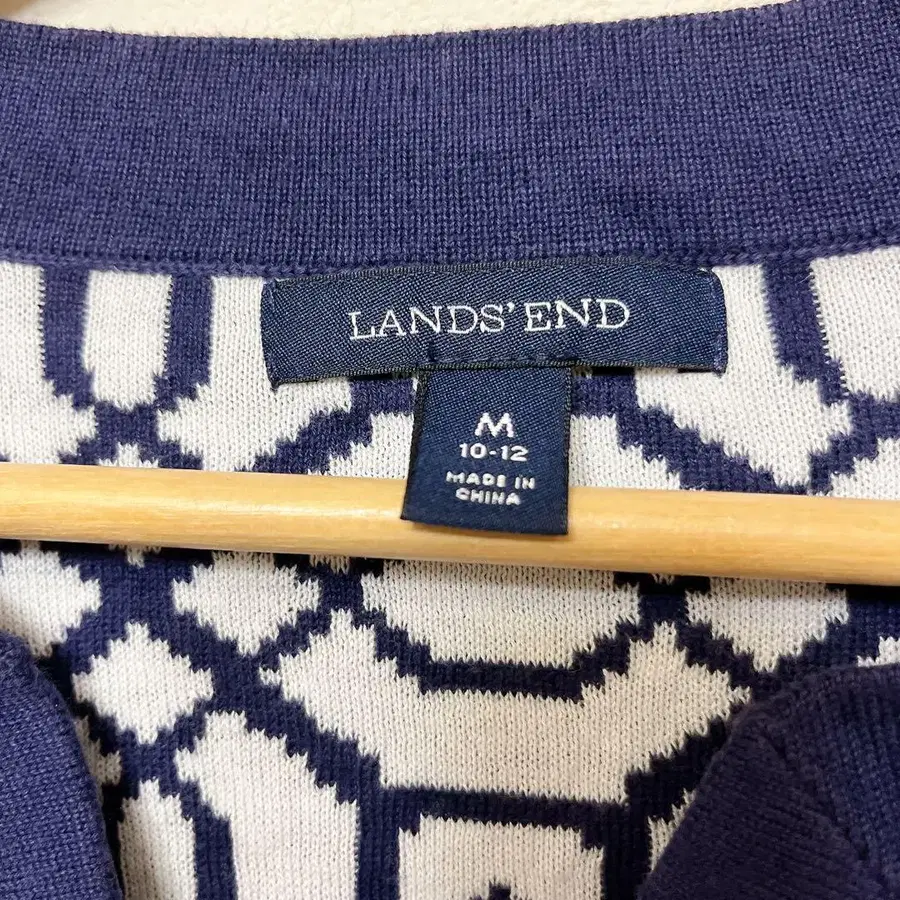 LANDS' END
M
10-12
MADE IN
CHINA